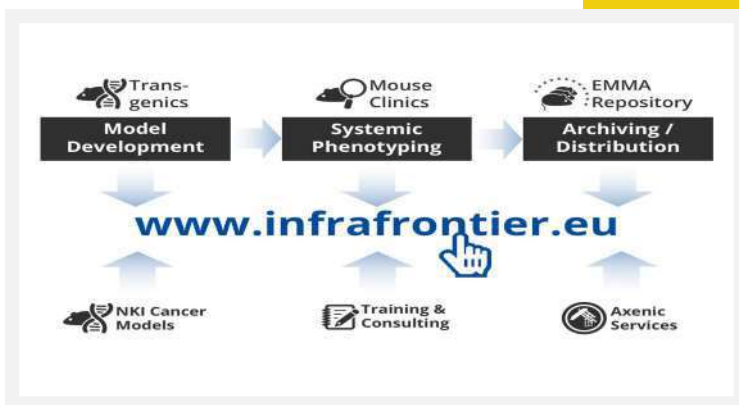 Trans-
genics
Mouse
Clinics
EMMA
Repository
Model
Development
Systemic
Phenotyping
Archiving /
Distribution
www.infrafrontier.eu
NKI Cancer
Models
Training &
Consulting
Axenic
Services